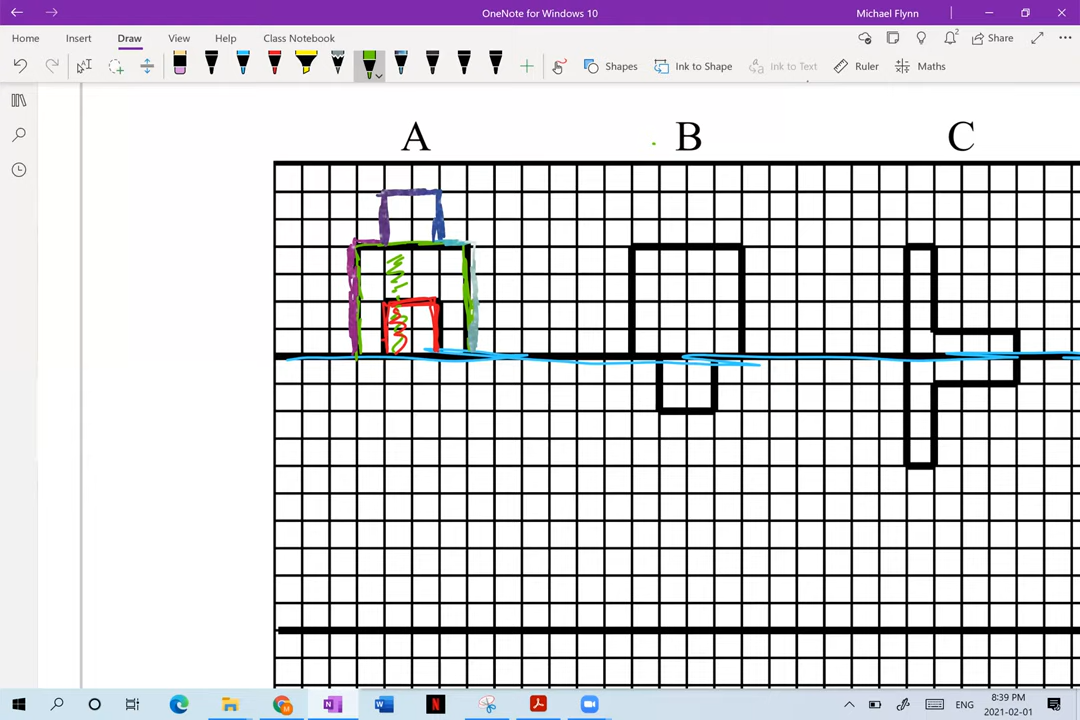 OneNote for Windows 10
Michael Flynn
Home Insert Draw View Help Class Notebook
2 Share
Shapes Ink to Shape Ink to Text Ruler Maths
A B C
ENG
8:39 PM
2021-02-01